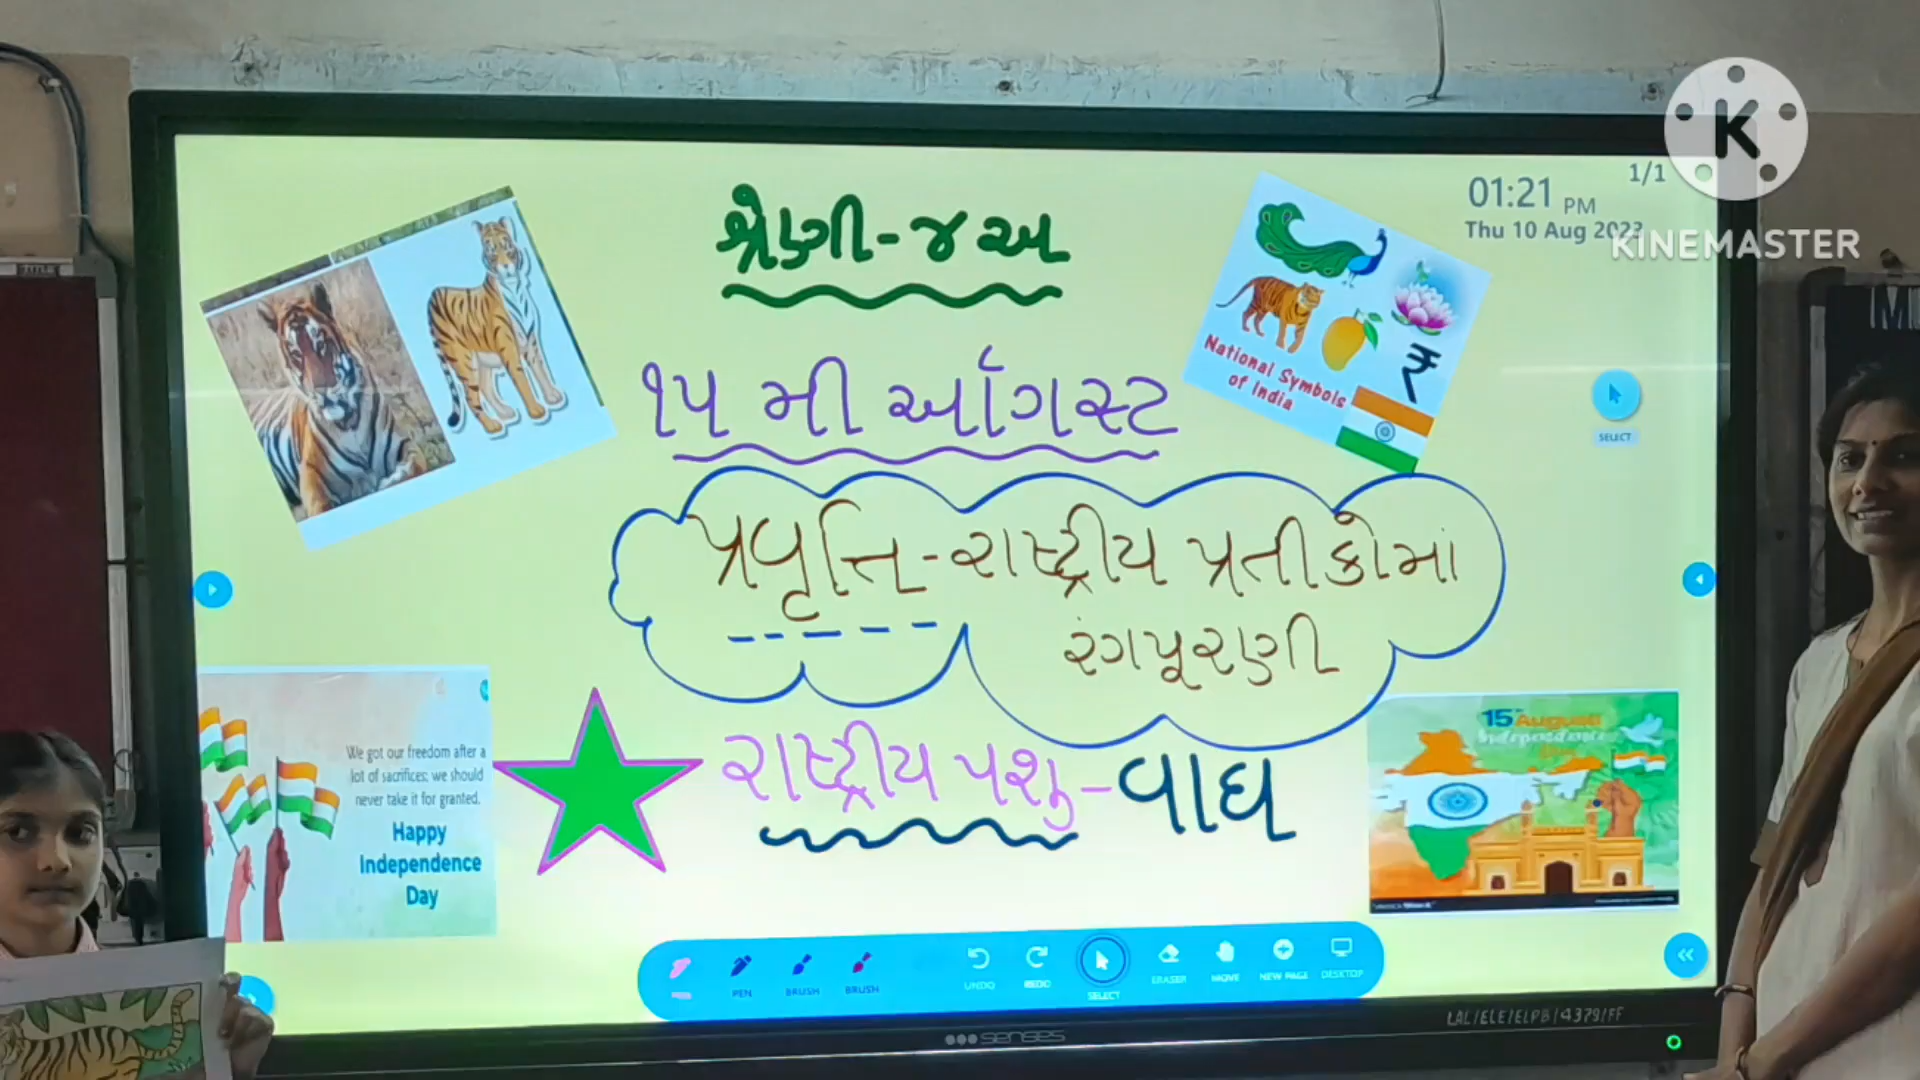 શ્રેણી-૪ અ
1/1
01:21 PM
Thu 10 Aug 2023
KINEMASTER
૧૫ મી ઑગસ્ટ
National Symbols
of India
SELECT
પ્રવૃત્તિ-રાષ્ટ્રીય પ્રતીકોમાં
રંગપૂરણી
રાષ્ટ્રીય પશુ-વાઘ
We got our freedom after a
lot of sacrifices; we should
never take it for granted.
Happy
Independence
Day
15 August
Independence
PEN
BRUSH
BRUSH
UNDO
REDO
SELECT
ERASER
MOVE
NEW PAGE
DESKTOP
senses
LAL/ELE/ELPB/4379/FF